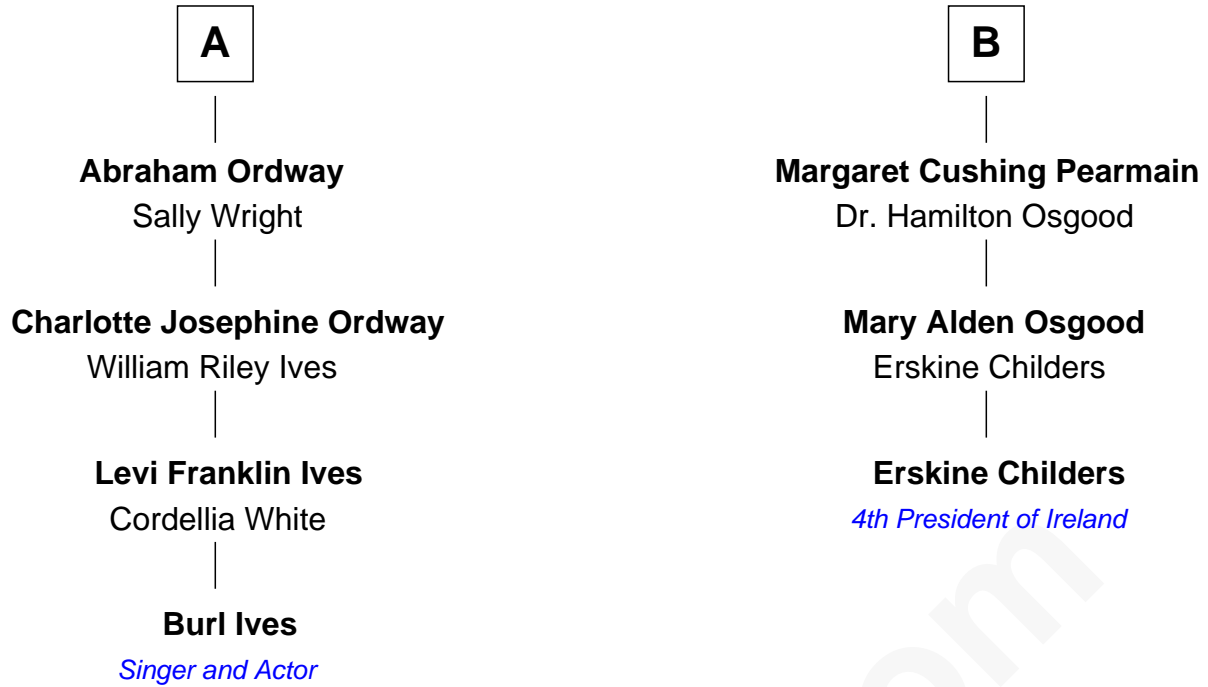 A
Abraham Ordway
Sally Wright
Charlotte Josephine Ordway
William Riley Ives
Levi Franklin Ives
Cordellia White
Burl Ives
Singer and Actor
B
Margaret Cushing Pearmain
Dr. Hamilton Osgood
Mary Alden Osgood
Erskine Childers
Erskine Childers
4th President of Ireland
om